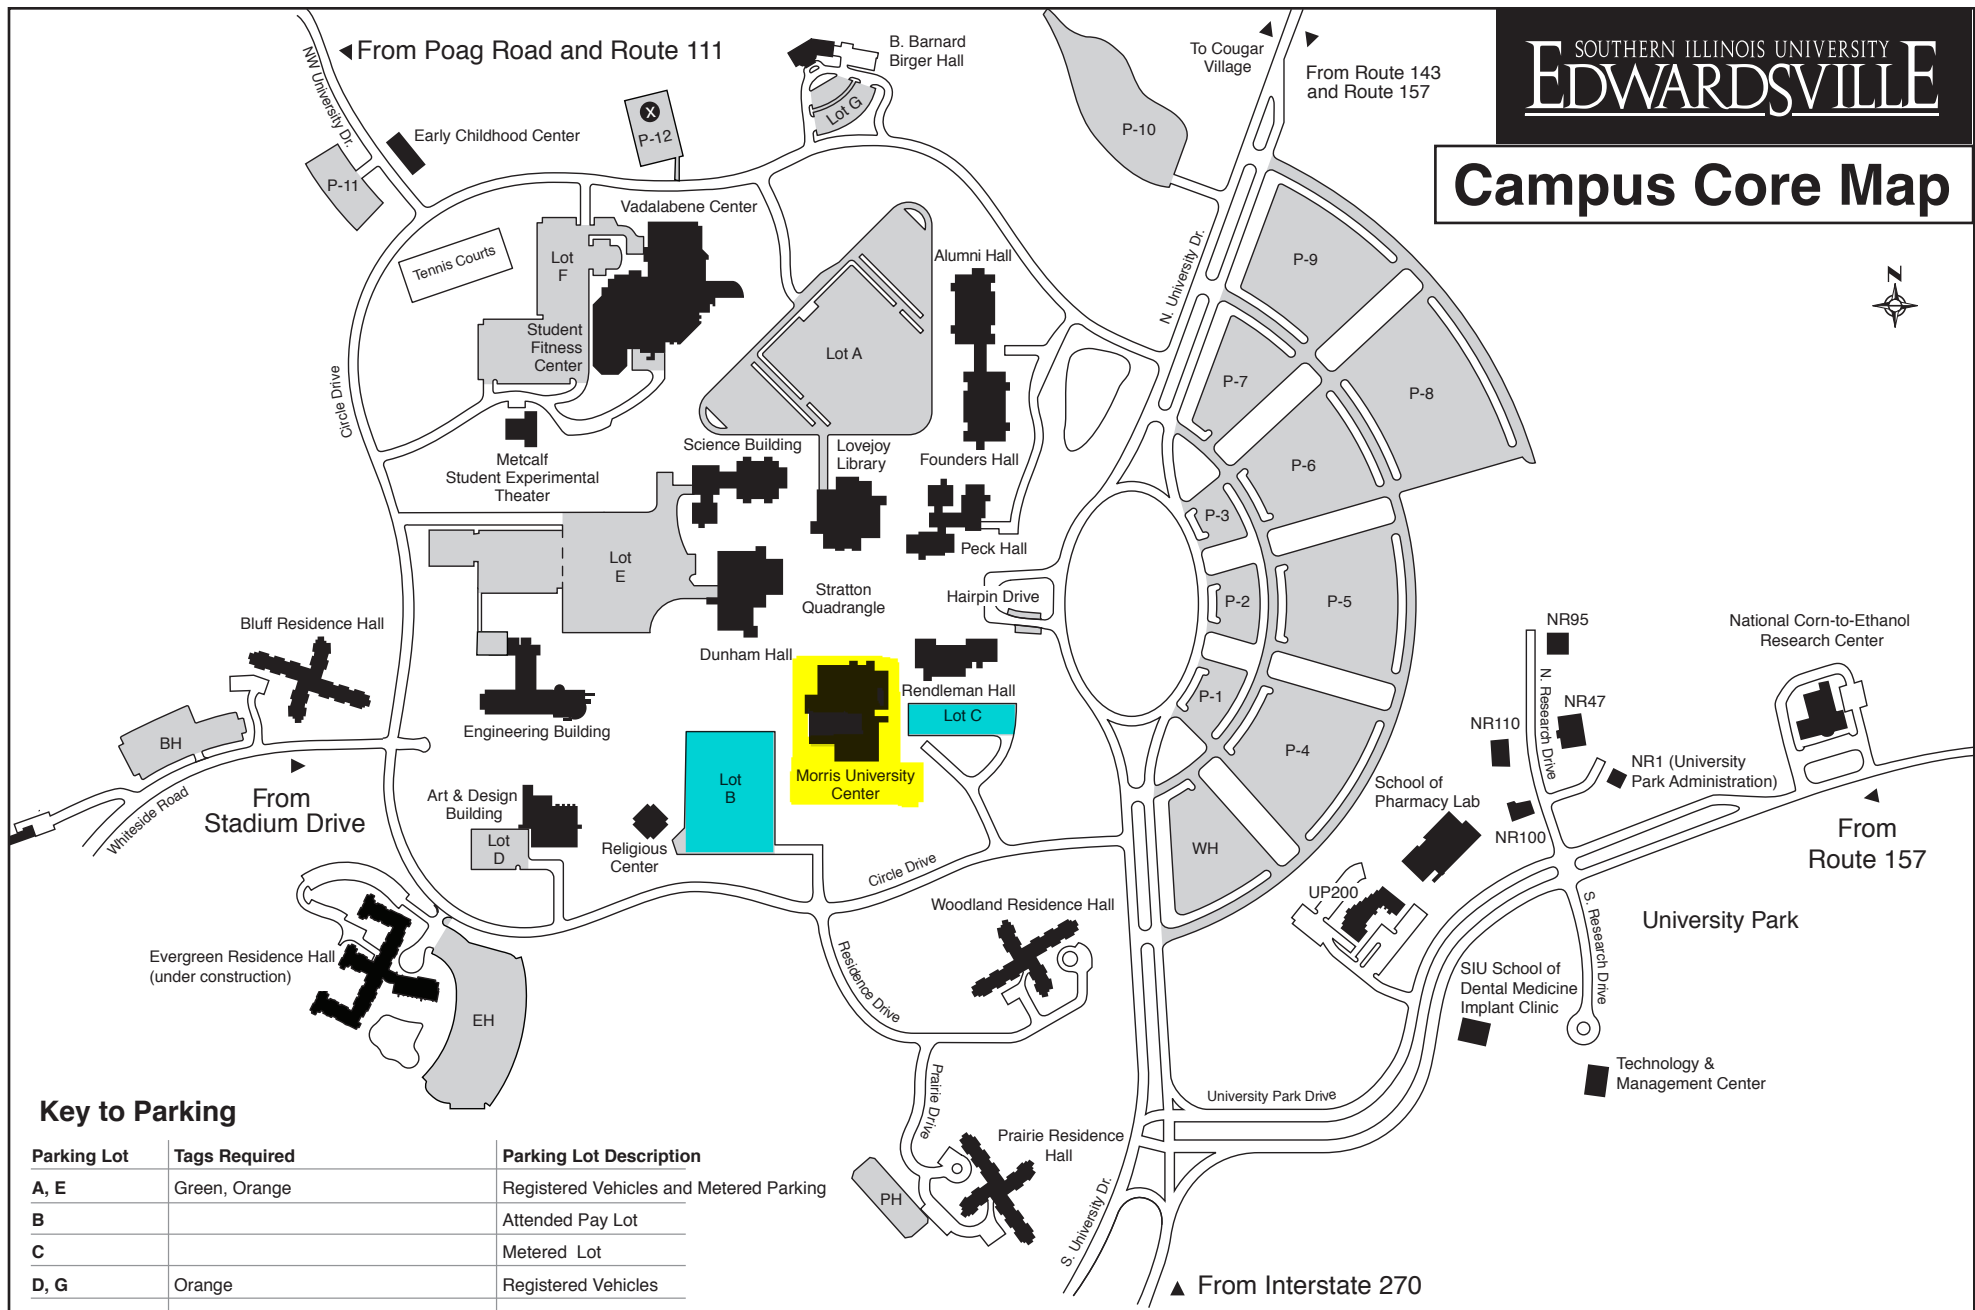 SOUTHERN ILLINOIS UNIVERSITY
EDWARDSVILLE
Campus Core Map
From Poag Road and Route 111
NW University Dr.
Early Childhood Center
P-11
X
P-12
B. Barnard
Birger Hall
Lot G
To Cougar
Village
From Route 143
and Route 157
P-10
N
Tennis Courts
Vadalabene Center
Lot
F
Student
Fitness
Center
Circle Drive
Lot A
Alumni Hall
N. University Dr.
P-9
P-7
P-8
P-6
P-3
P-2
P-5
P-1
P-4
WH
Metcalf
Student Experimental
Theater
Science Building
Lovejoy
Library
Founders Hall
Peck Hall
Lot
E
Stratton
Quadrangle
Hairpin Drive
Dunham Hall
Rendleman Hall
Lot C
Bluff Residence Hall
BH
Engineering Building
Morris University
Center
Lot
B
Whiteside Road
From
Stadium Drive
Art & Design
Building
Lot
D
Religious
Center
Circle Drive
NR95
N. Research Drive
NR47
NR110
NR1 (University
Park Administration)
NR100
National Corn-to-Ethanol
Research Center
School of
Pharmacy Lab
From
Route 157
UP200
University Park
S. Research Drive
SIU School of
Dental Medicine
Implant Clinic
Technology &
Management Center
Evergreen Residence Hall
(under construction)
EH
Woodland Residence Hall
Residence Drive
Prairie Drive
Prairie Residence
Hall
PH
University Park Drive
S. University Dr.
From Interstate 270
Key to Parking
Parking Lot Tags Required Parking Lot Description
A, E Green, Orange Registered Vehicles and Metered Parking
B Attended Pay Lot
C Metered Lot
D, G Orange Registered Vehicles